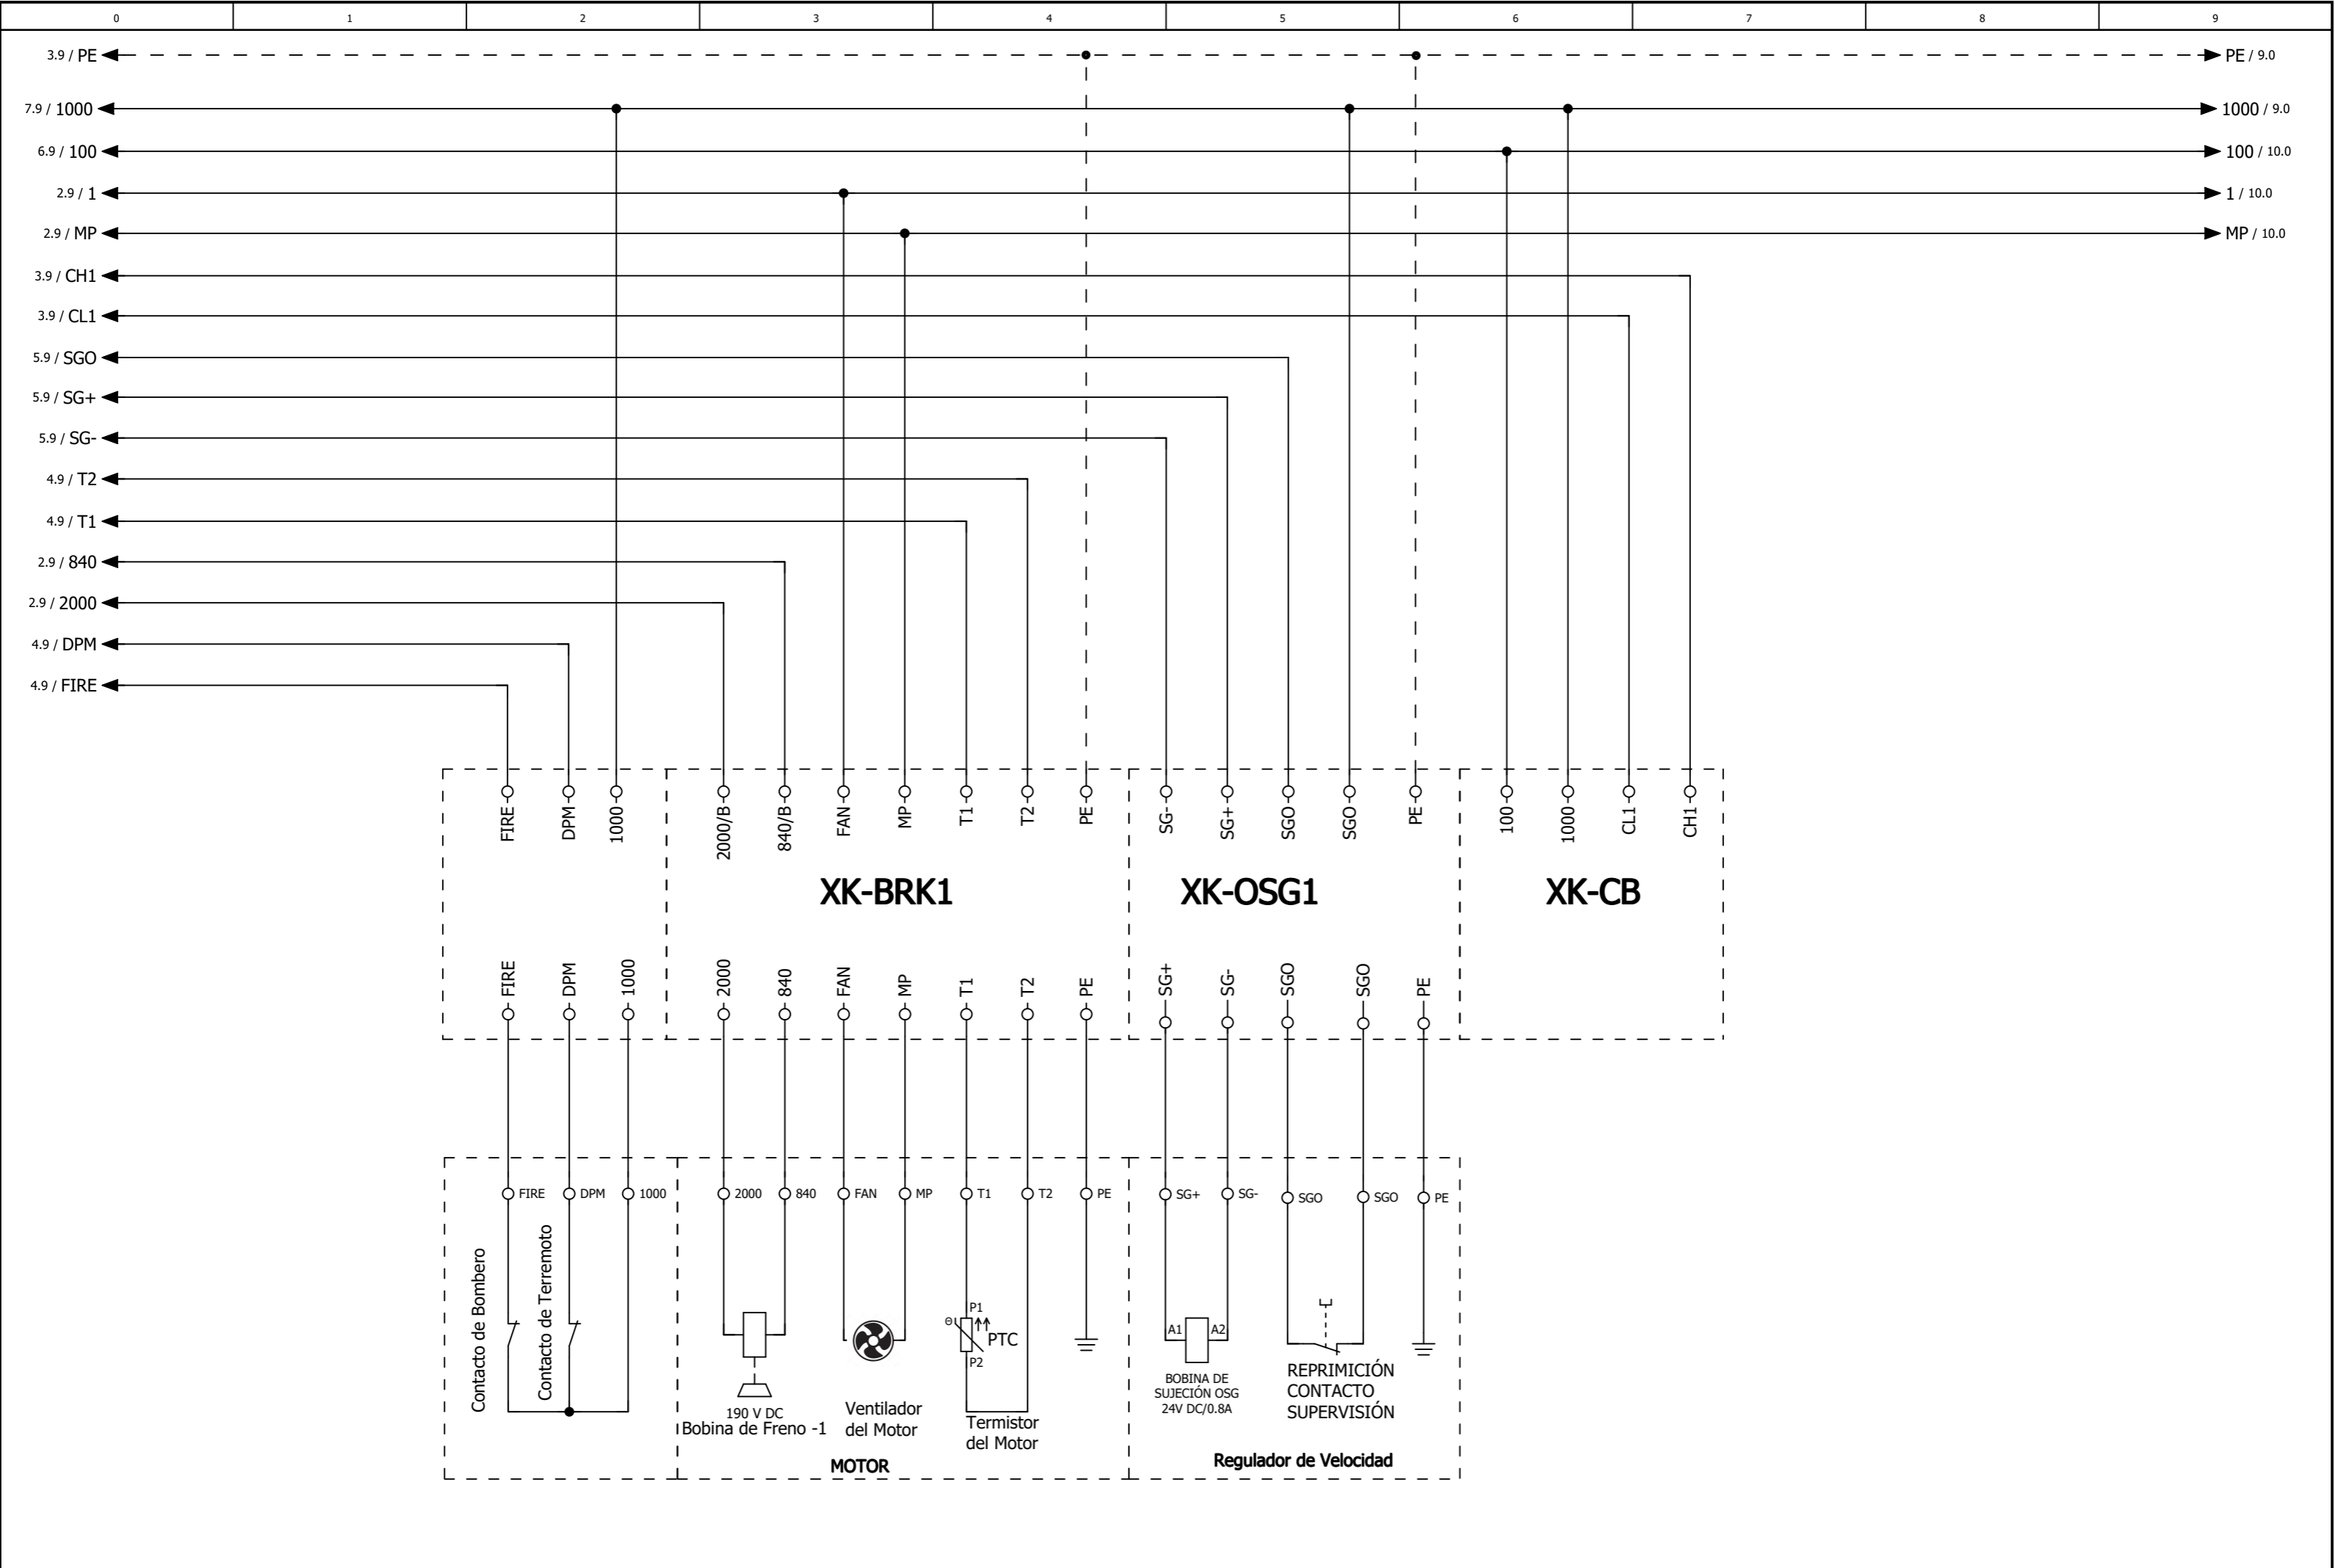 0 1 2 3 4 5 6 7 8 9
3.9 / PE PE / 9.0
7.9 / 1000 1000 / 9.0
6.9 / 100 100 / 10.0
2.9 / 1 1 / 10.0
2.9 / MP MP / 10.0
3.9 / CH1
3.9 / CL1
5.9 / SGO
5.9 / SG+
5.9 / SG-
4.9 / T2
4.9 / T1
2.9 / 840
2.9 / 2000
4.9 / DPM
4.9 / FIRE
FIRE DPM 1000 2000/B 840/B FAN MP T1 T2 PE SG- SG+ SGO SGO PE 100 1000 CL1 CH1
XK-BRK1 XK-OSG1 XK-CB
FIRE DPM 1000 2000 840 FAN MP T1 T2 PE SG+ SG- SGO SGO PE
FIRE DPM 1000 2000 840 FAN MP T1 T2 PE SG+ SG- SGO SGO PE
Contacto de Bombero
Contacto de Terremoto
P1
Θ PTC
P2
A1 A2
190 V DC
Bobina de Freno -1
Ventilador
del Motor
Termistor
del Motor
MOTOR
BOBINA DE
SUJECIÓN OSG
24V DC/0.8A
REPRIMICIÓN
CONTACTO
SUPERVISIÓN
Regulador de Velocidad